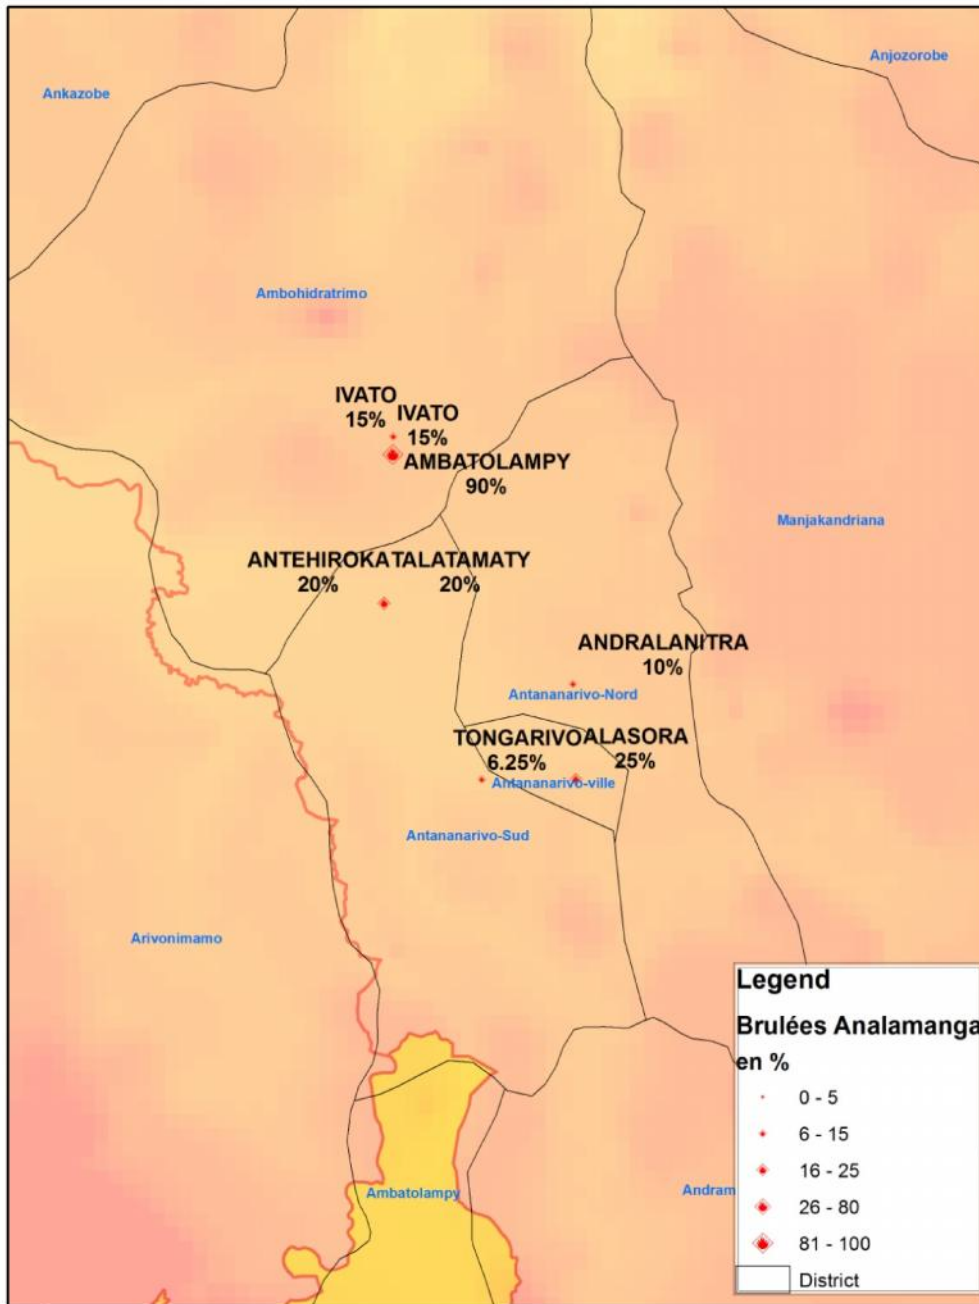 Anjozorobe
Ankazobe
Ambohidratrimo
IVATO
15%
IVATO
15%
AMBATOLAMPY
90%
Manjakandriana
ANTEHIROKA
20%
TALATAMATY
20%
ANDRALANITRA
10%
Antananarivo-Nord
TONGARIVO
6.25%
ALASORA
25%
Antananarivo-ville
Antananarivo-Sud
Arivonimamo
Ambatolampy
Andram
Legend
Brulées Analamanga
en %
0 - 5
6 - 15
16 - 25
26 - 80
81 - 100
District